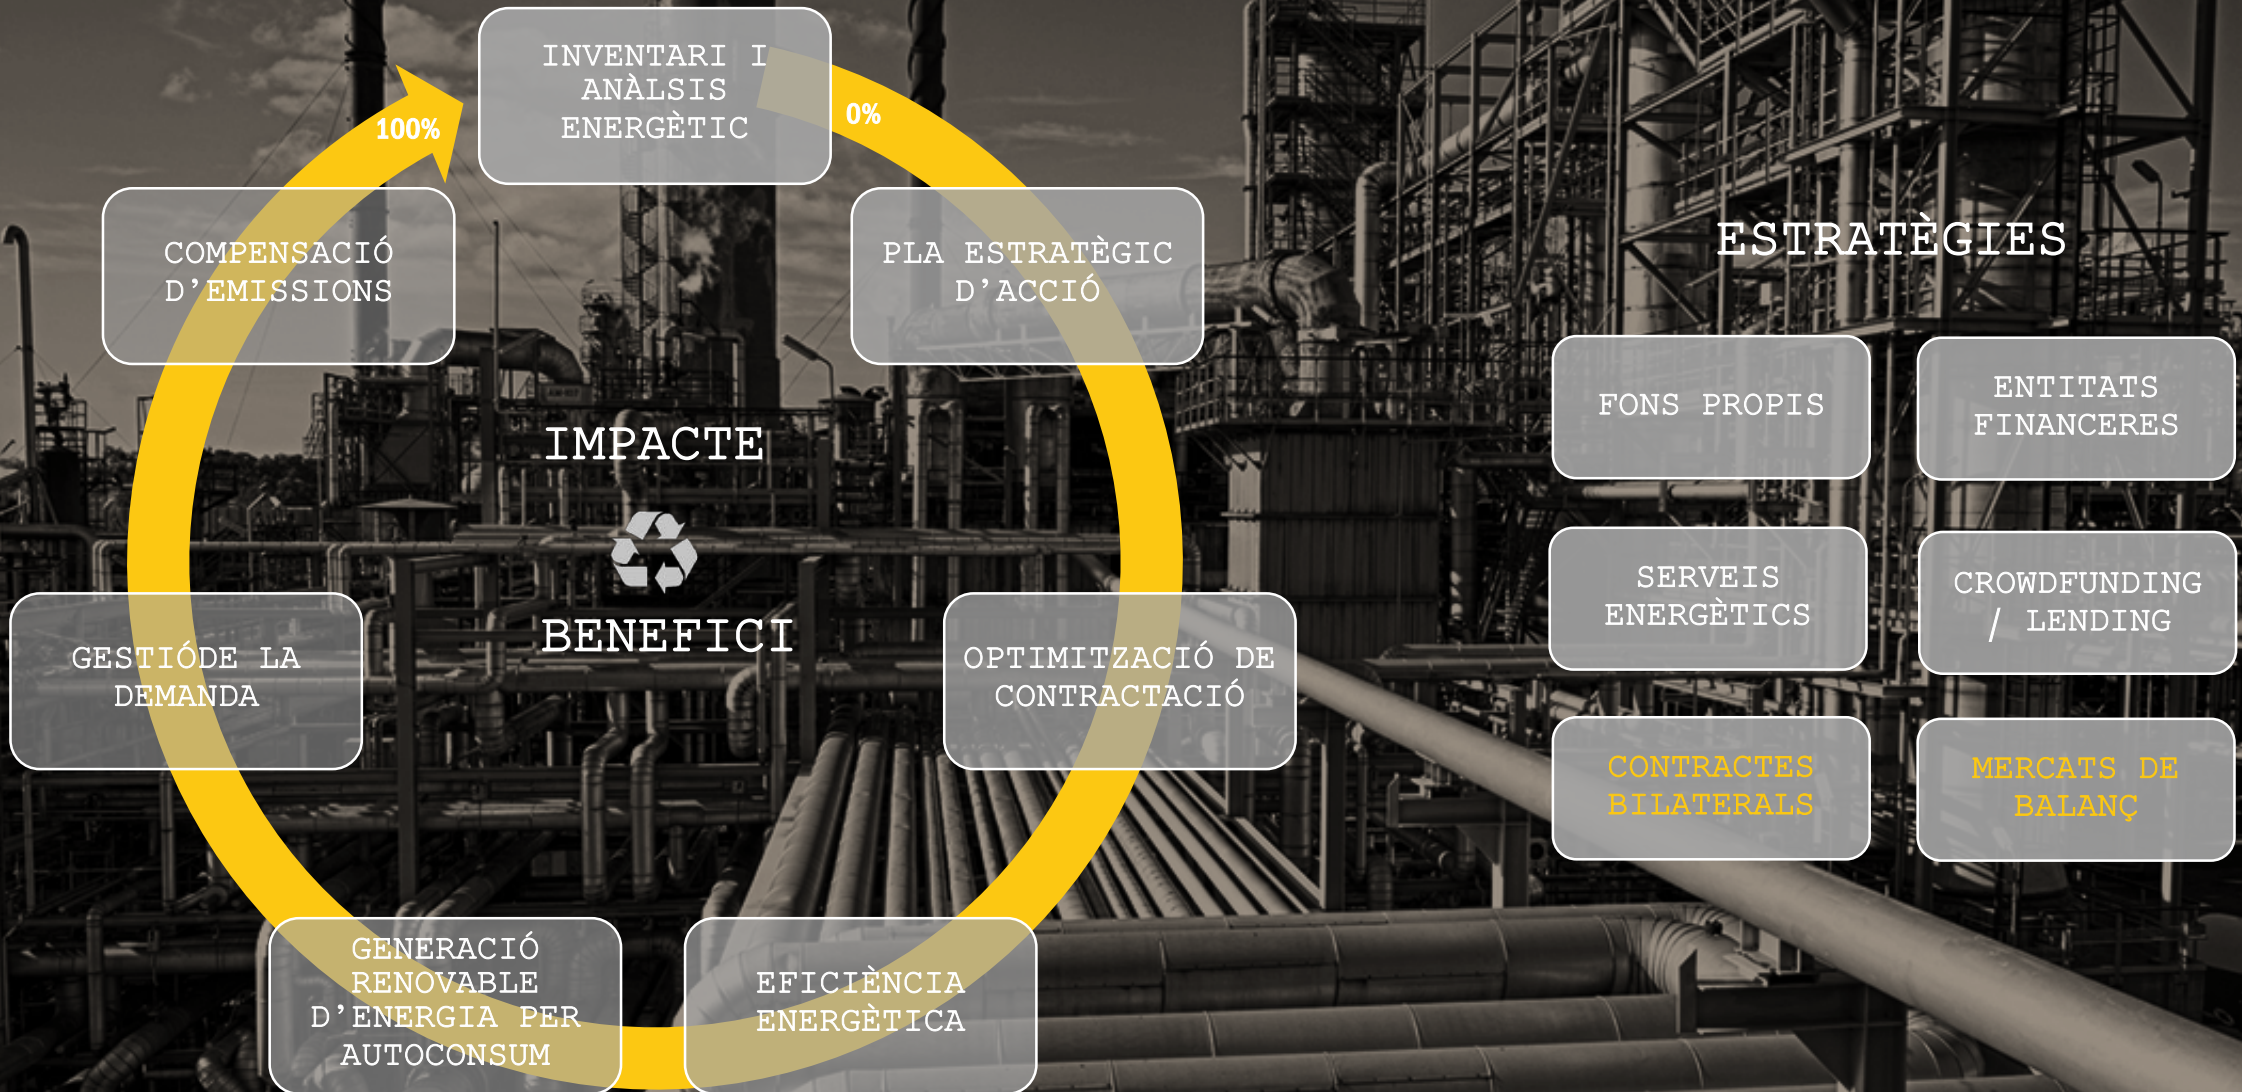 INVENTARI I
ANÀLSIS
ENERGÈTIC
0%
100%
PLA ESTRATÈGIC
D’ACCIÓ
OPTIMITZACIÓ DE
CONTRACTACIÓ
EFICIÈNCIA
ENERGÈTICA
GENERACIÓ
RENOVABLE
D’ENERGIA PER
AUTOCONSUM
GESTIÓDE LA
DEMANDA
COMPENSACIÓ
D’EMISSIONS
IMPACTE
BENEFICI
ESTRATÈGIES
FONS PROPIS
ENTITATS
FINANCERES
SERVEIS
ENERGÈTICS
CROWDFUNDING
/ LENDING
CONTRACTES
BILATERALS
MERCATS DE
BALANÇ